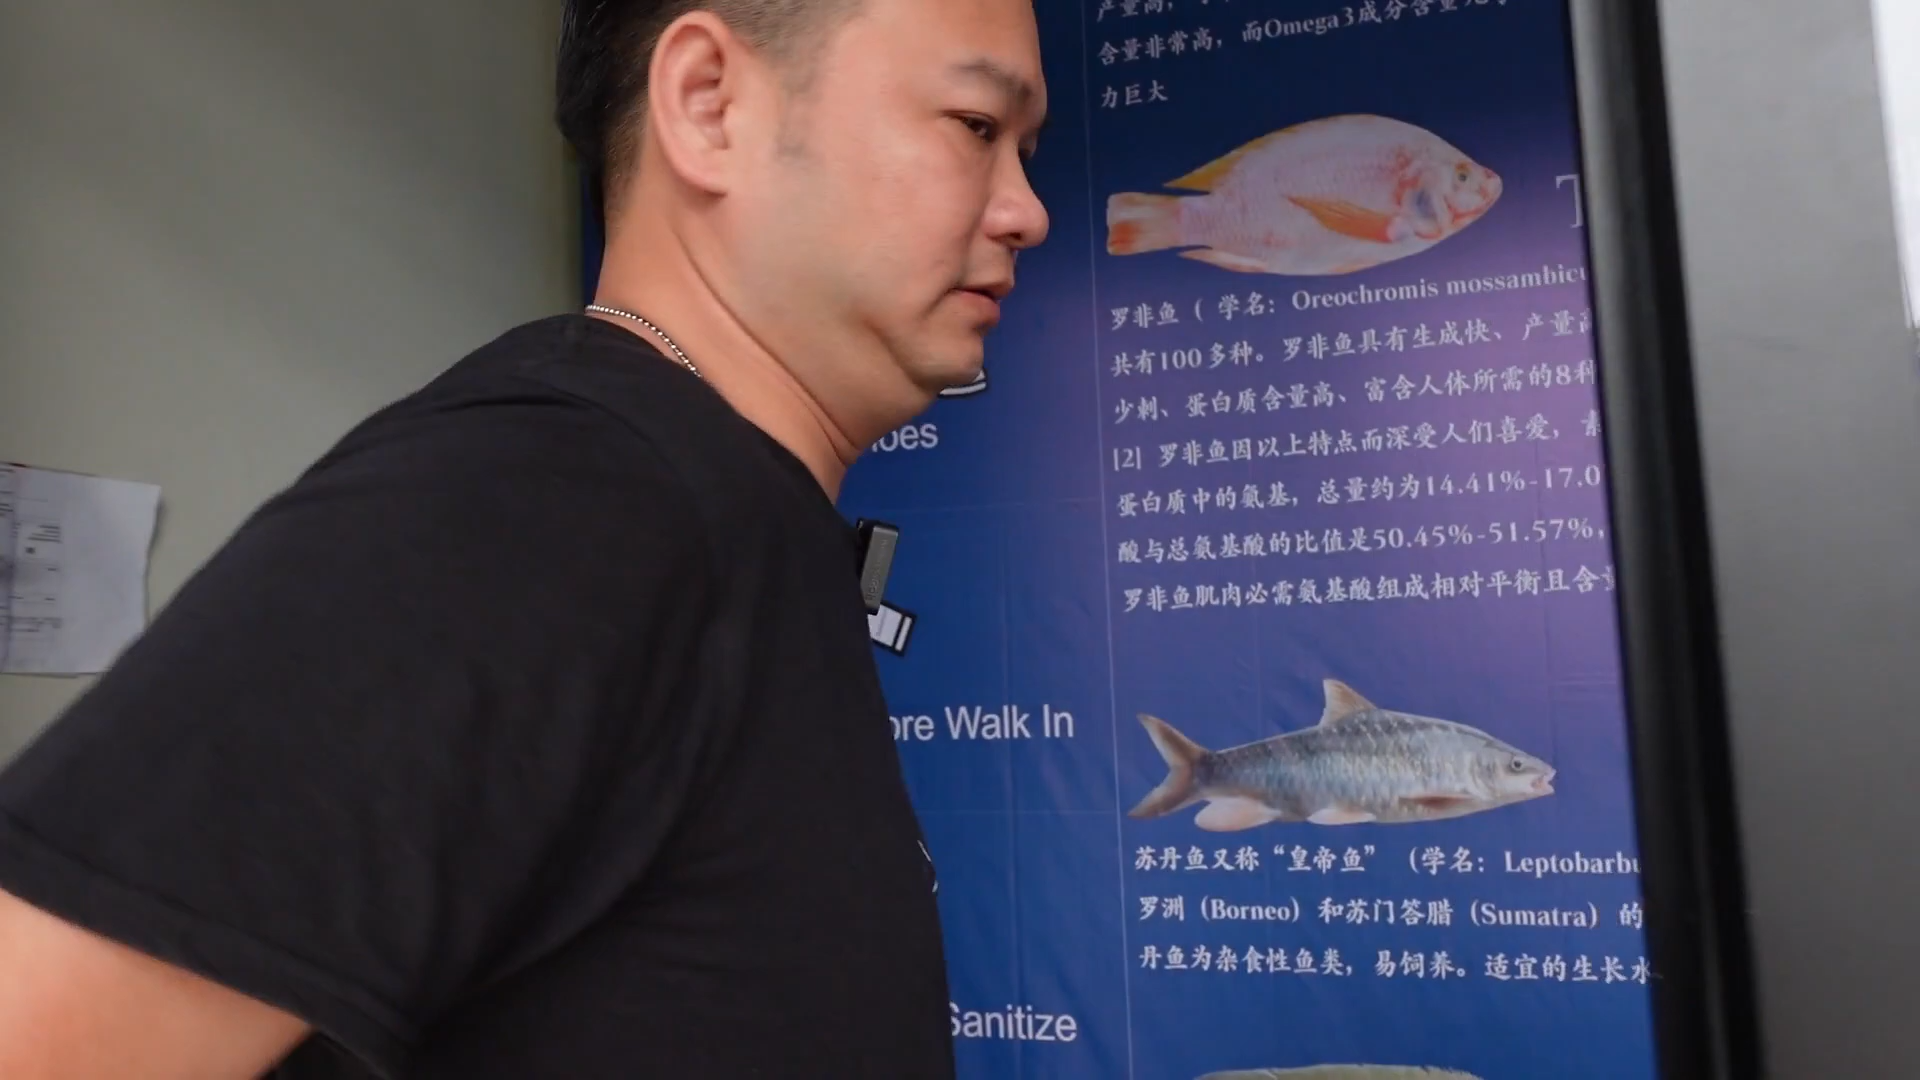 产量高，
含量非常高，而Omega3成分含量
力巨大
T
罗非鱼（ 学名：Oreochromis mossambicu
共有100多种。罗非鱼具有生成快、产量高
少刺、蛋白质含量高、富含人体所需的8种
[2] 罗非鱼因以上特点而深受人们喜爱，素
蛋白质中的氨基，总量约为14.41%-17.0
酸与总氨基酸的比值是50.45%-51.57%，
罗非鱼肌肉必需氨基酸组成相对平衡且含量
苏丹鱼又称“皇帝鱼”（学名：Leptobarbu
罗洲（Borneo）和苏门答腊（Sumatra）的
丹鱼为杂食性鱼类，易饲养。适宜的生长水
oes
ore Walk In
Sanitize